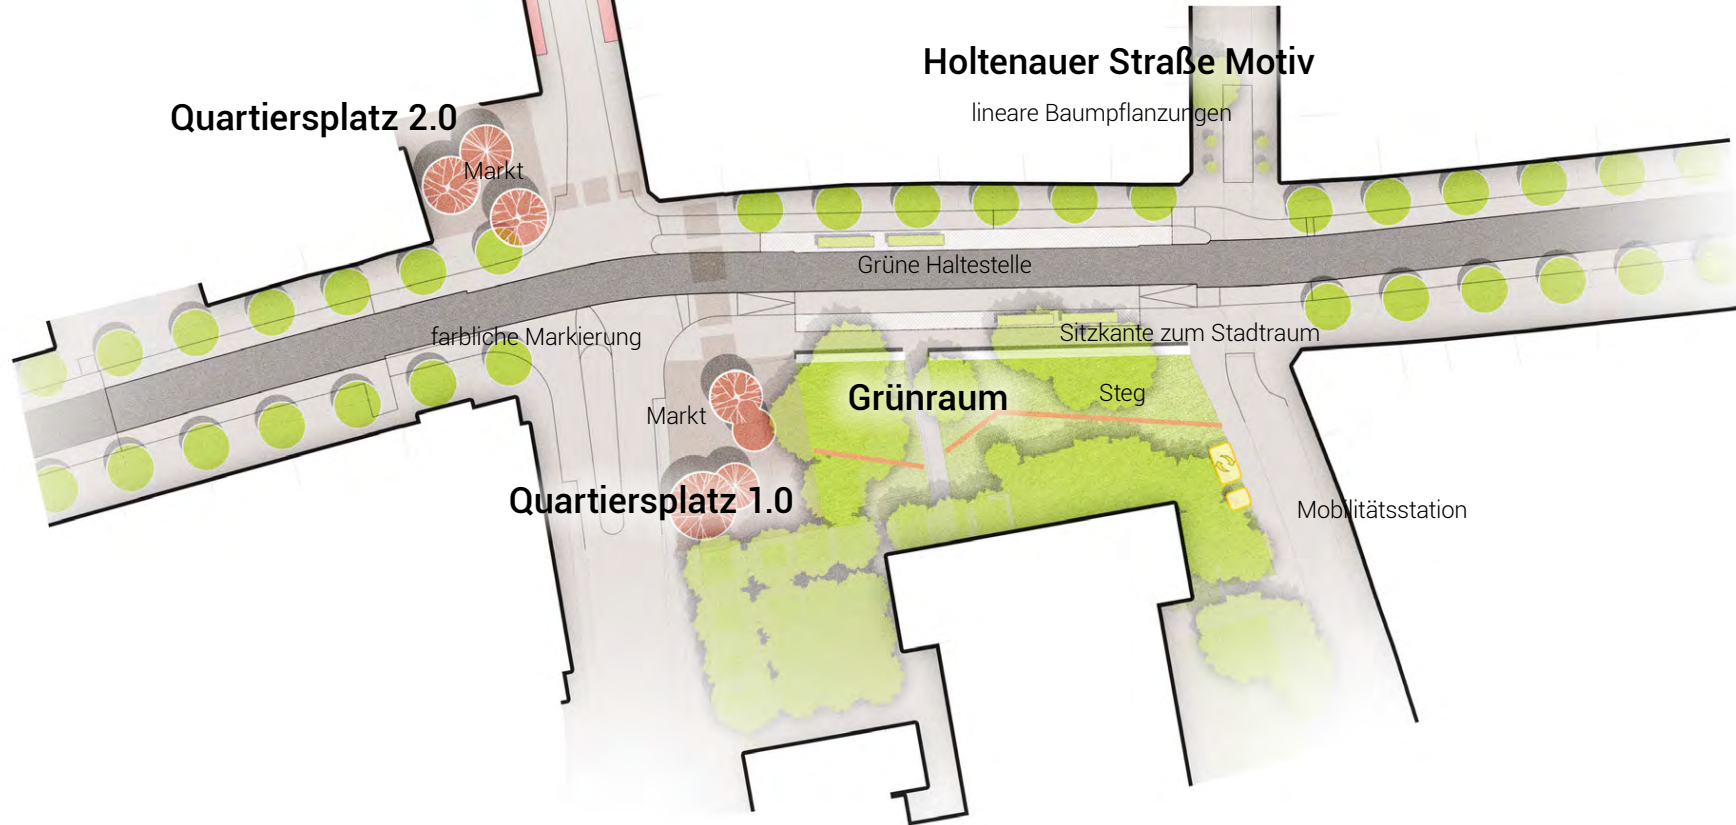 Holtenauer Straße Motiv
lineare Baumpflanzungen
Quartiersplatz 2.0
Markt
Grüne Haltestelle
farbliche Markierung
Sitzkante zum Stadtraum
Grünraum
Steg
Markt
Quartiersplatz 1.0
Mobilitätsstation